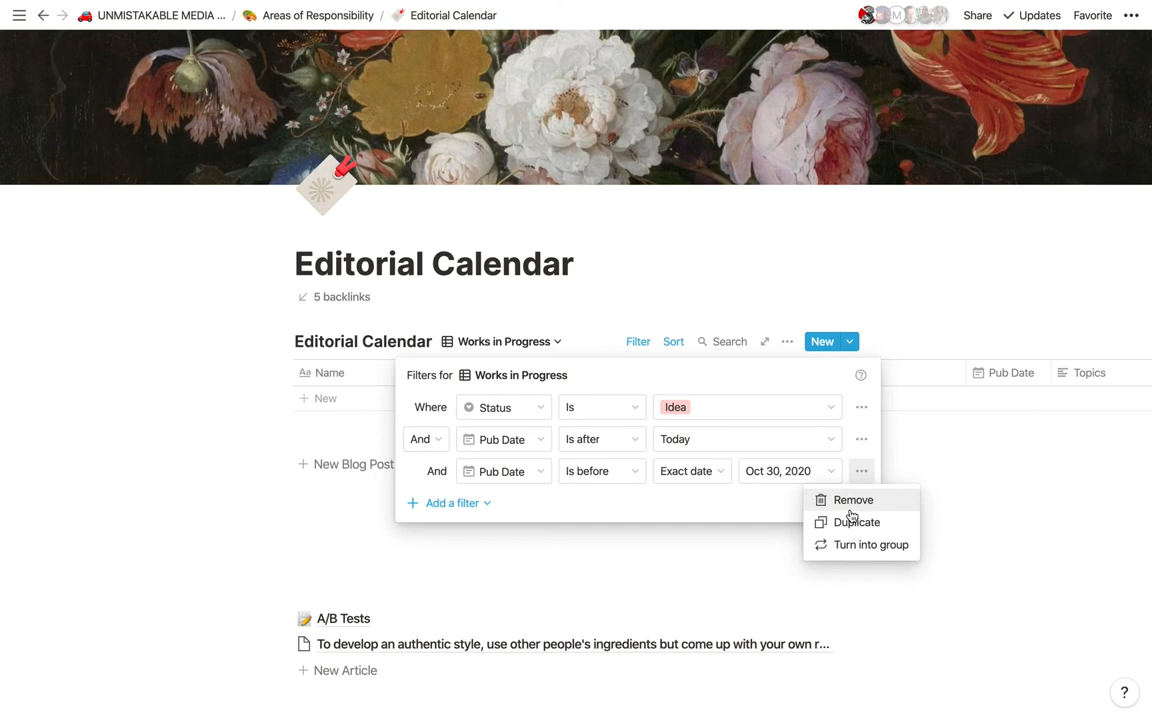 UNMISTAKABLE MEDIA ... / Areas of Responsibility / Editorial Calendar Share Updates Favorite
Editorial Calendar
5 backlinks
Editorial Calendar Works in Progress Filter Sort Search New
Aa Name Pub Date Topics
+ New
Filters for Works in Progress
Where Status Is Idea
And Pub Date Is after Today
And Pub Date Is before Exact date Oct 30, 2020
+ Add a filter
Remove
Duplicate
Turn into group
+ New Blog Post
A/B Tests
To develop an authentic style, use other people's ingredients but come up with your own r...
+ New Article
?